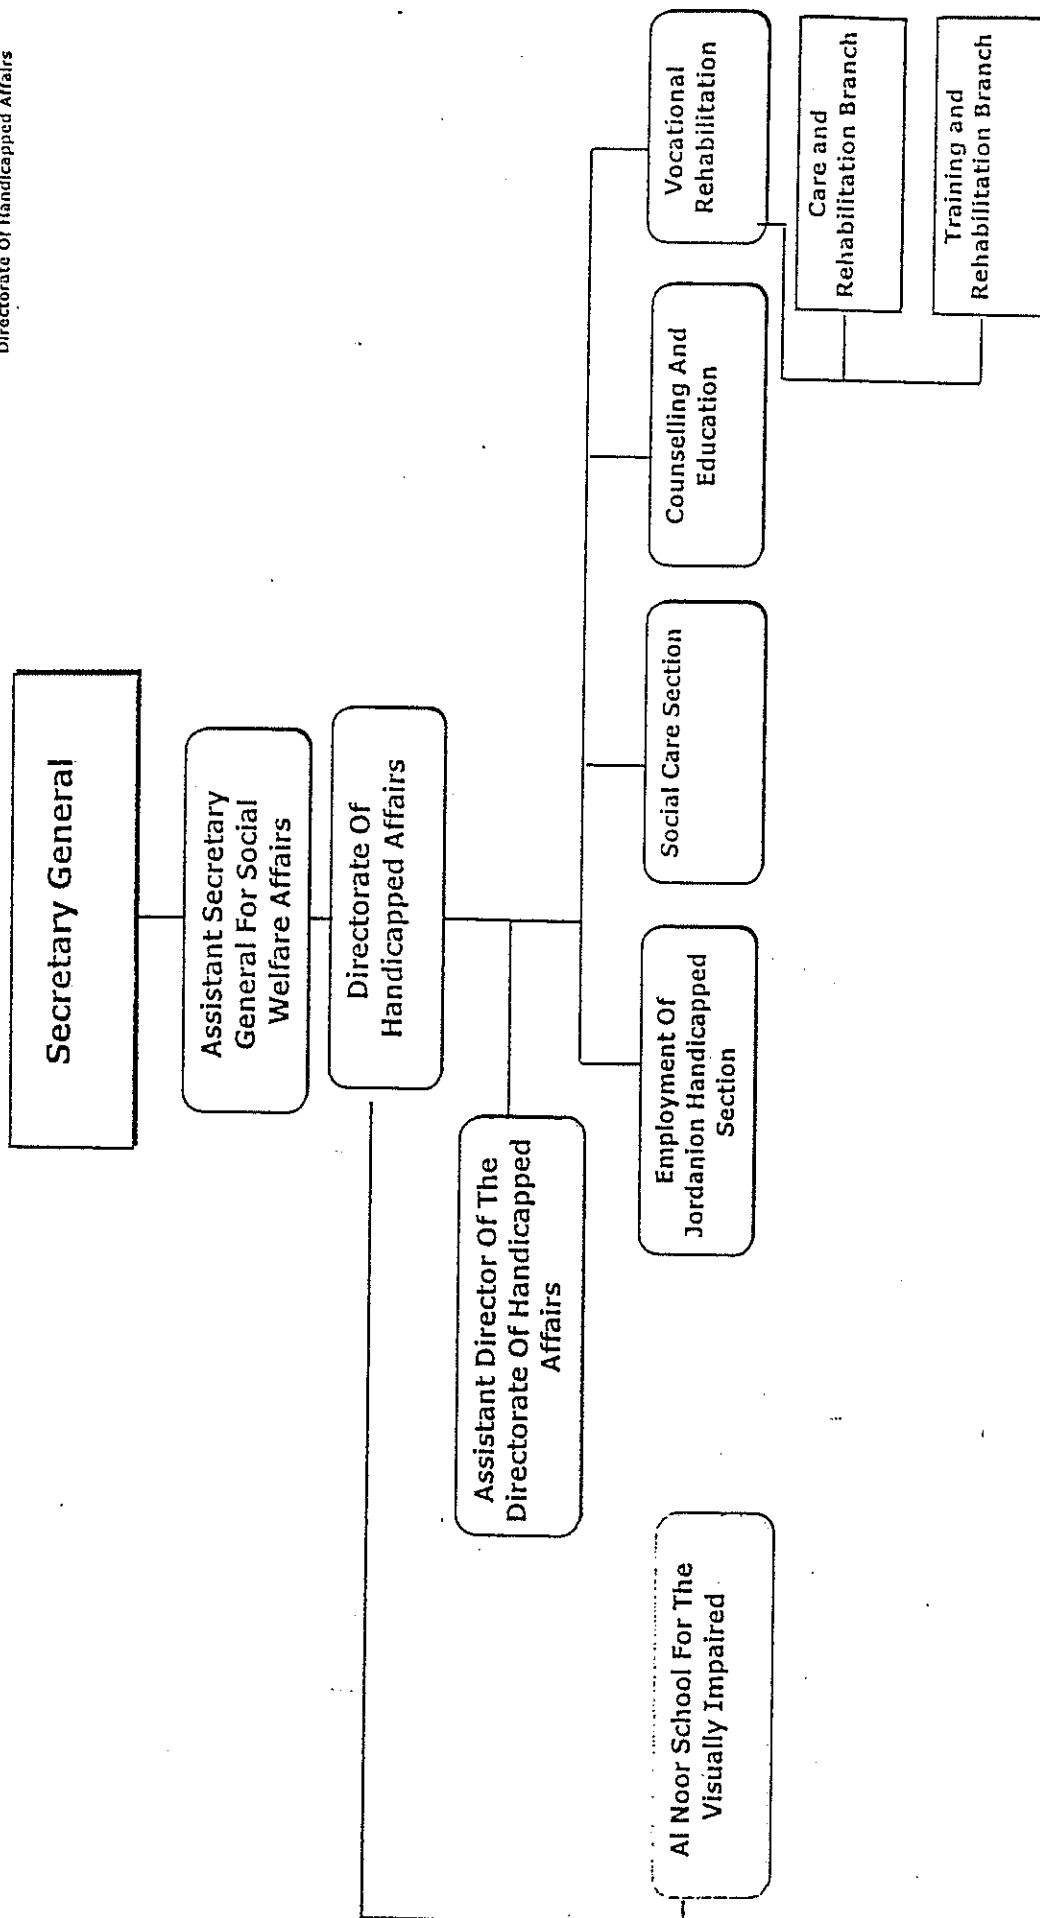 Directorate Of Handicapped Affairs
Secretary General
Assistant Secretary
General For Social
Welfare Affairs
Directorate Of
Handicapped Affairs
Assistant Director Of The
Directorate Of Handicapped
Affairs
Al Noor School For The
Visually Impaired
Employment Of
Jordanion Handicapped
Section
Social Care Section
Counselling And
Education
Vocational
Rehabilitation
Care and
Rehabilitation Branch
Training and
Rehabilitation Branch